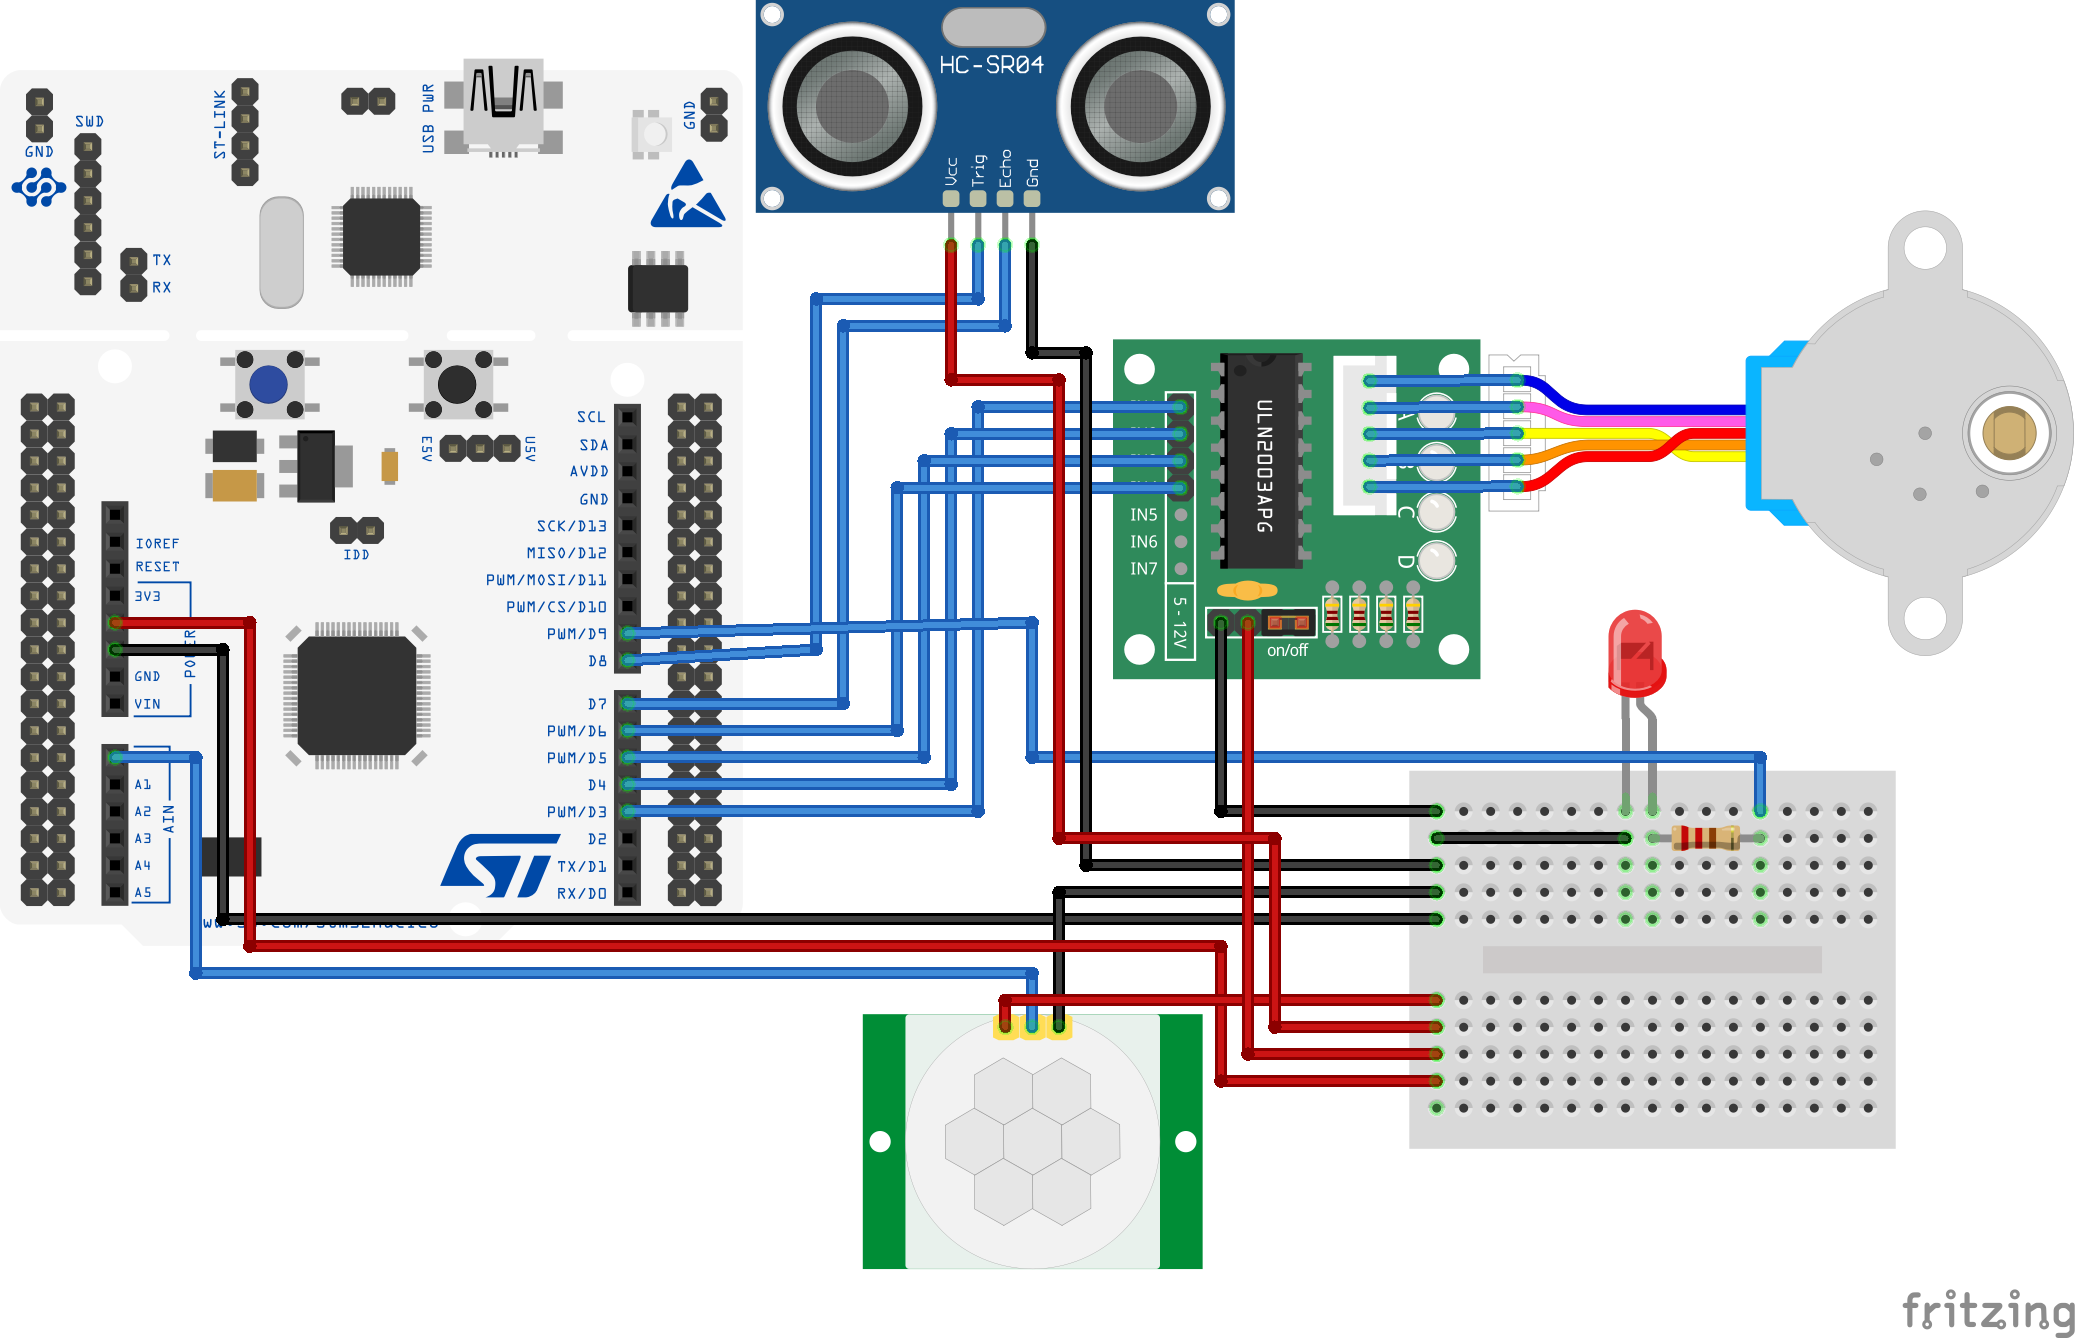 HC-SR04
Vcc
Trig
Echo
Gnd
GND
SWD
ST-LINK
USB PWR
GND
TX
RX
E5V
U5V
IDD
IOREF
RESET
3V3
GND
VIN
A1
A2
A3
A4
A5
AIN
SCL
SDA
AVDD
GND
SCK/D13
MISO/D12
PWM/MOSI/D11
PWM/CS/D10
PWM/D9
D8
D7
PWM/D6
PWM/D5
D4
PWM/D3
D2
TX/D1
RX/D0
ST
ULN2003APG
IN5
IN6
IN7
5 - 12V
on/off
C
D
fritzing